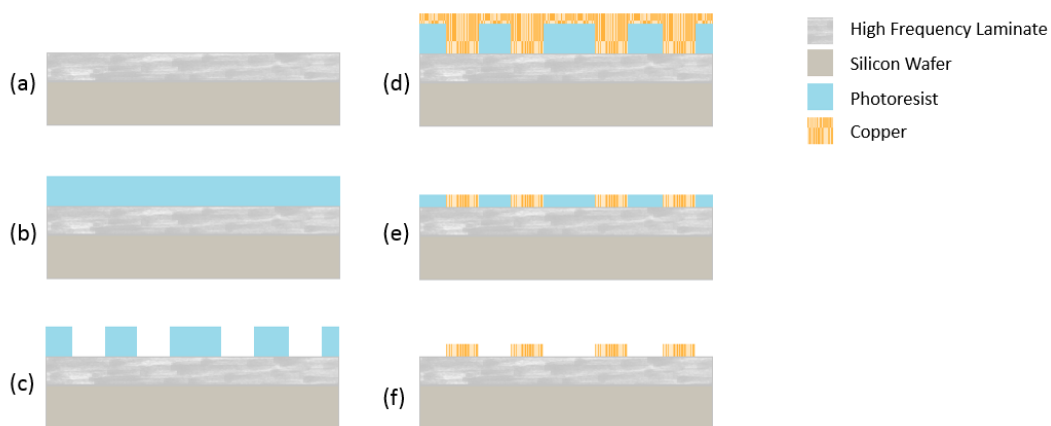 (a)
(b)
(c)
(d)
(e)
(f)
High Frequency Laminate
Silicon Wafer
Photoresist
Copper